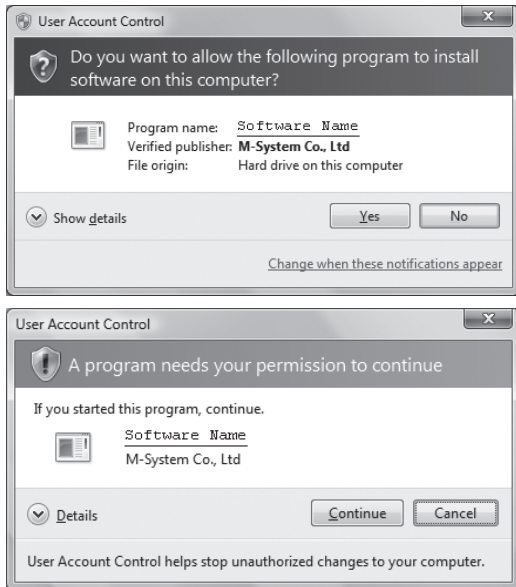 User Account Control
Do you want to allow the following program to install
software on this computer?
Program name: Software Name
Verified publisher: M-System Co., Ltd
File origin: Hard drive on this computer
Show details
Yes
No
Change when these notifications appear
User Account Control
A program needs your permission to continue
If you started this program, continue.
Software Name
M-System Co., Ltd
Details
Continue
Cancel
User Account Control helps stop unauthorized changes to your computer.